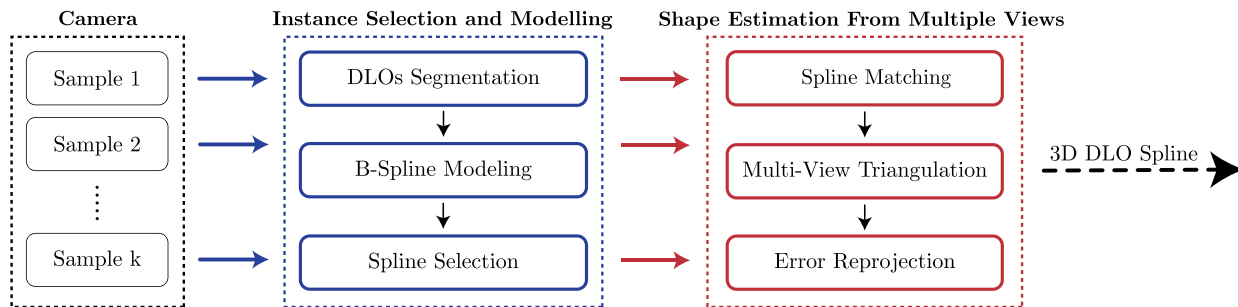 Camera
Sample 1
Sample 2
Sample k
Instance Selection and Modelling
DLOs Segmentation
B-Spline Modeling
Spline Selection
Shape Estimation From Multiple Views
Spline Matching
Multi-View Triangulation
Error Reprojection
3D DLO Spline